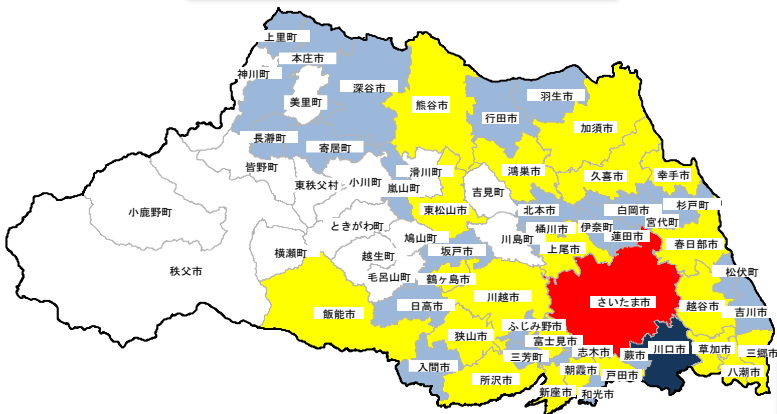 上里町
本庄市
神川町
美里町
深谷市
熊谷市
行田市
羽生市
加須市
長瀞町
寄居町
皆野町
東秩父村
小川町
嵐山町
滑川町
吉見町
鴻巣市
久喜市
幸手市
小鹿野町
東松山市
北本市
白岡市
杉戸町
宮代町
ときがわ町
鳩山町
川島町
桶川市
伊奈町
蓮田市
春日部市
上尾市
横瀬町
越生町
坂戸市
秩父市
毛呂山町
鶴ヶ島市
川越市
さいたま市
松伏町
越谷市
吉川市
飯能市
日高市
狭山市
ふじみ野市
富士見市
三芳町
志木市
蕨市
川口市
草加市
三郷市
入間市
所沢市
朝霞市
戸田市
八潮市
新座市
和光市